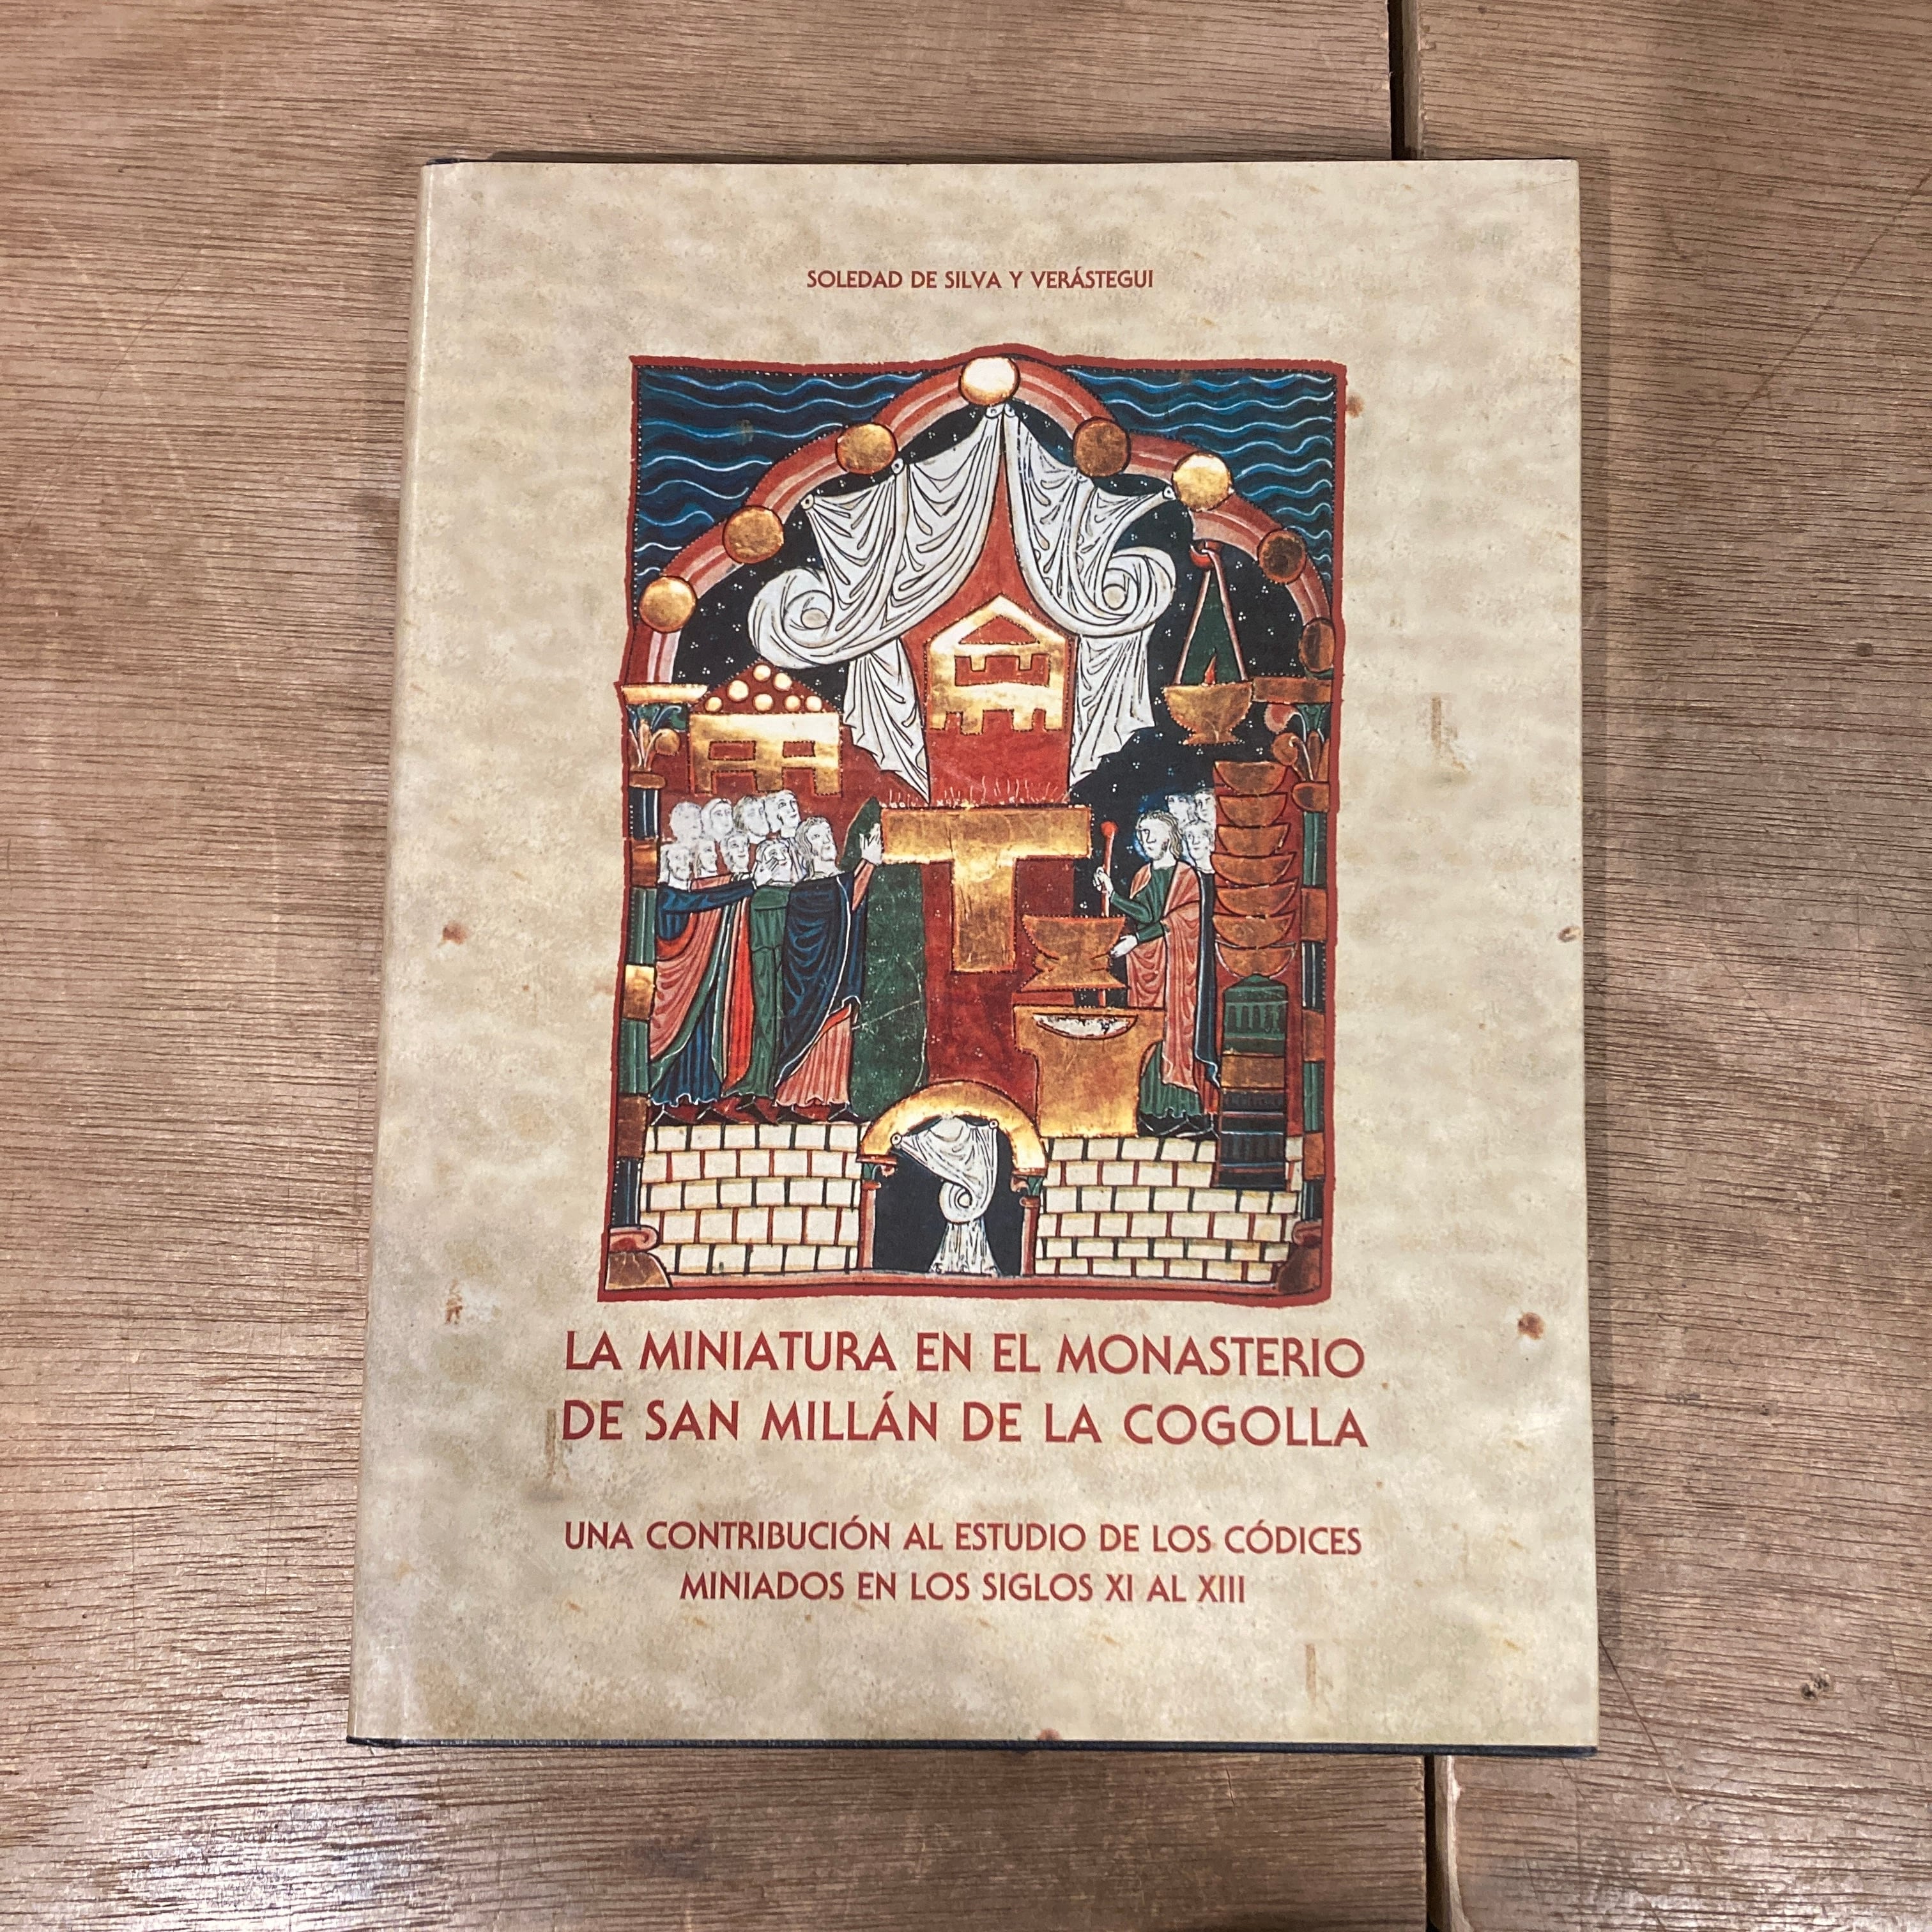 SOLEDAD DE SILVA Y VERÁSTEGUI
LA MINIATURA EN EL MONASTERIO
DE SAN MILLÁN DE LA COGOLLA
UNA CONTRIBUCIÓN AL ESTUDIO DE LOS CÓDICES
MINIADOS EN LOS SIGLOS XI AL XIII